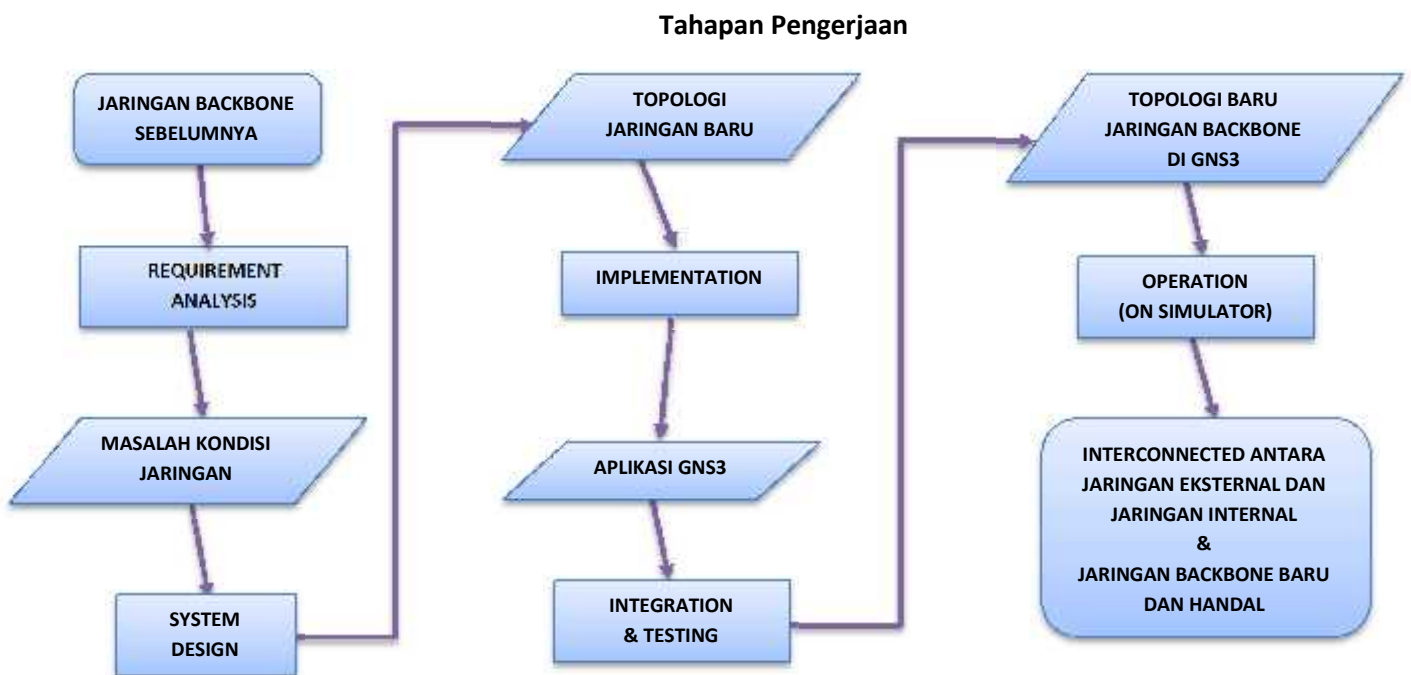 Tahapan Pengerjaan
JARINGAN BACKBONE
SEBELUMNYA
REQUIREMENT
ANALYSIS
MASALAH KONDISI
JARINGAN
SYSTEM
DESIGN
TOPOLOGI
JARINGAN BARU
IMPLEMENTATION
APLIKASI GNS3
INTEGRATION
& TESTING
TOPOLOGI BARU
JARINGAN BACKBONE
DI GNS3
OPERATION
(ON SIMULATOR)
INTERCONNECTED ANTARA
JARINGAN EKSTERNAL DAN
JARINGAN INTERNAL
&
JARINGAN BACKBONE BARU
DAN HANDAL